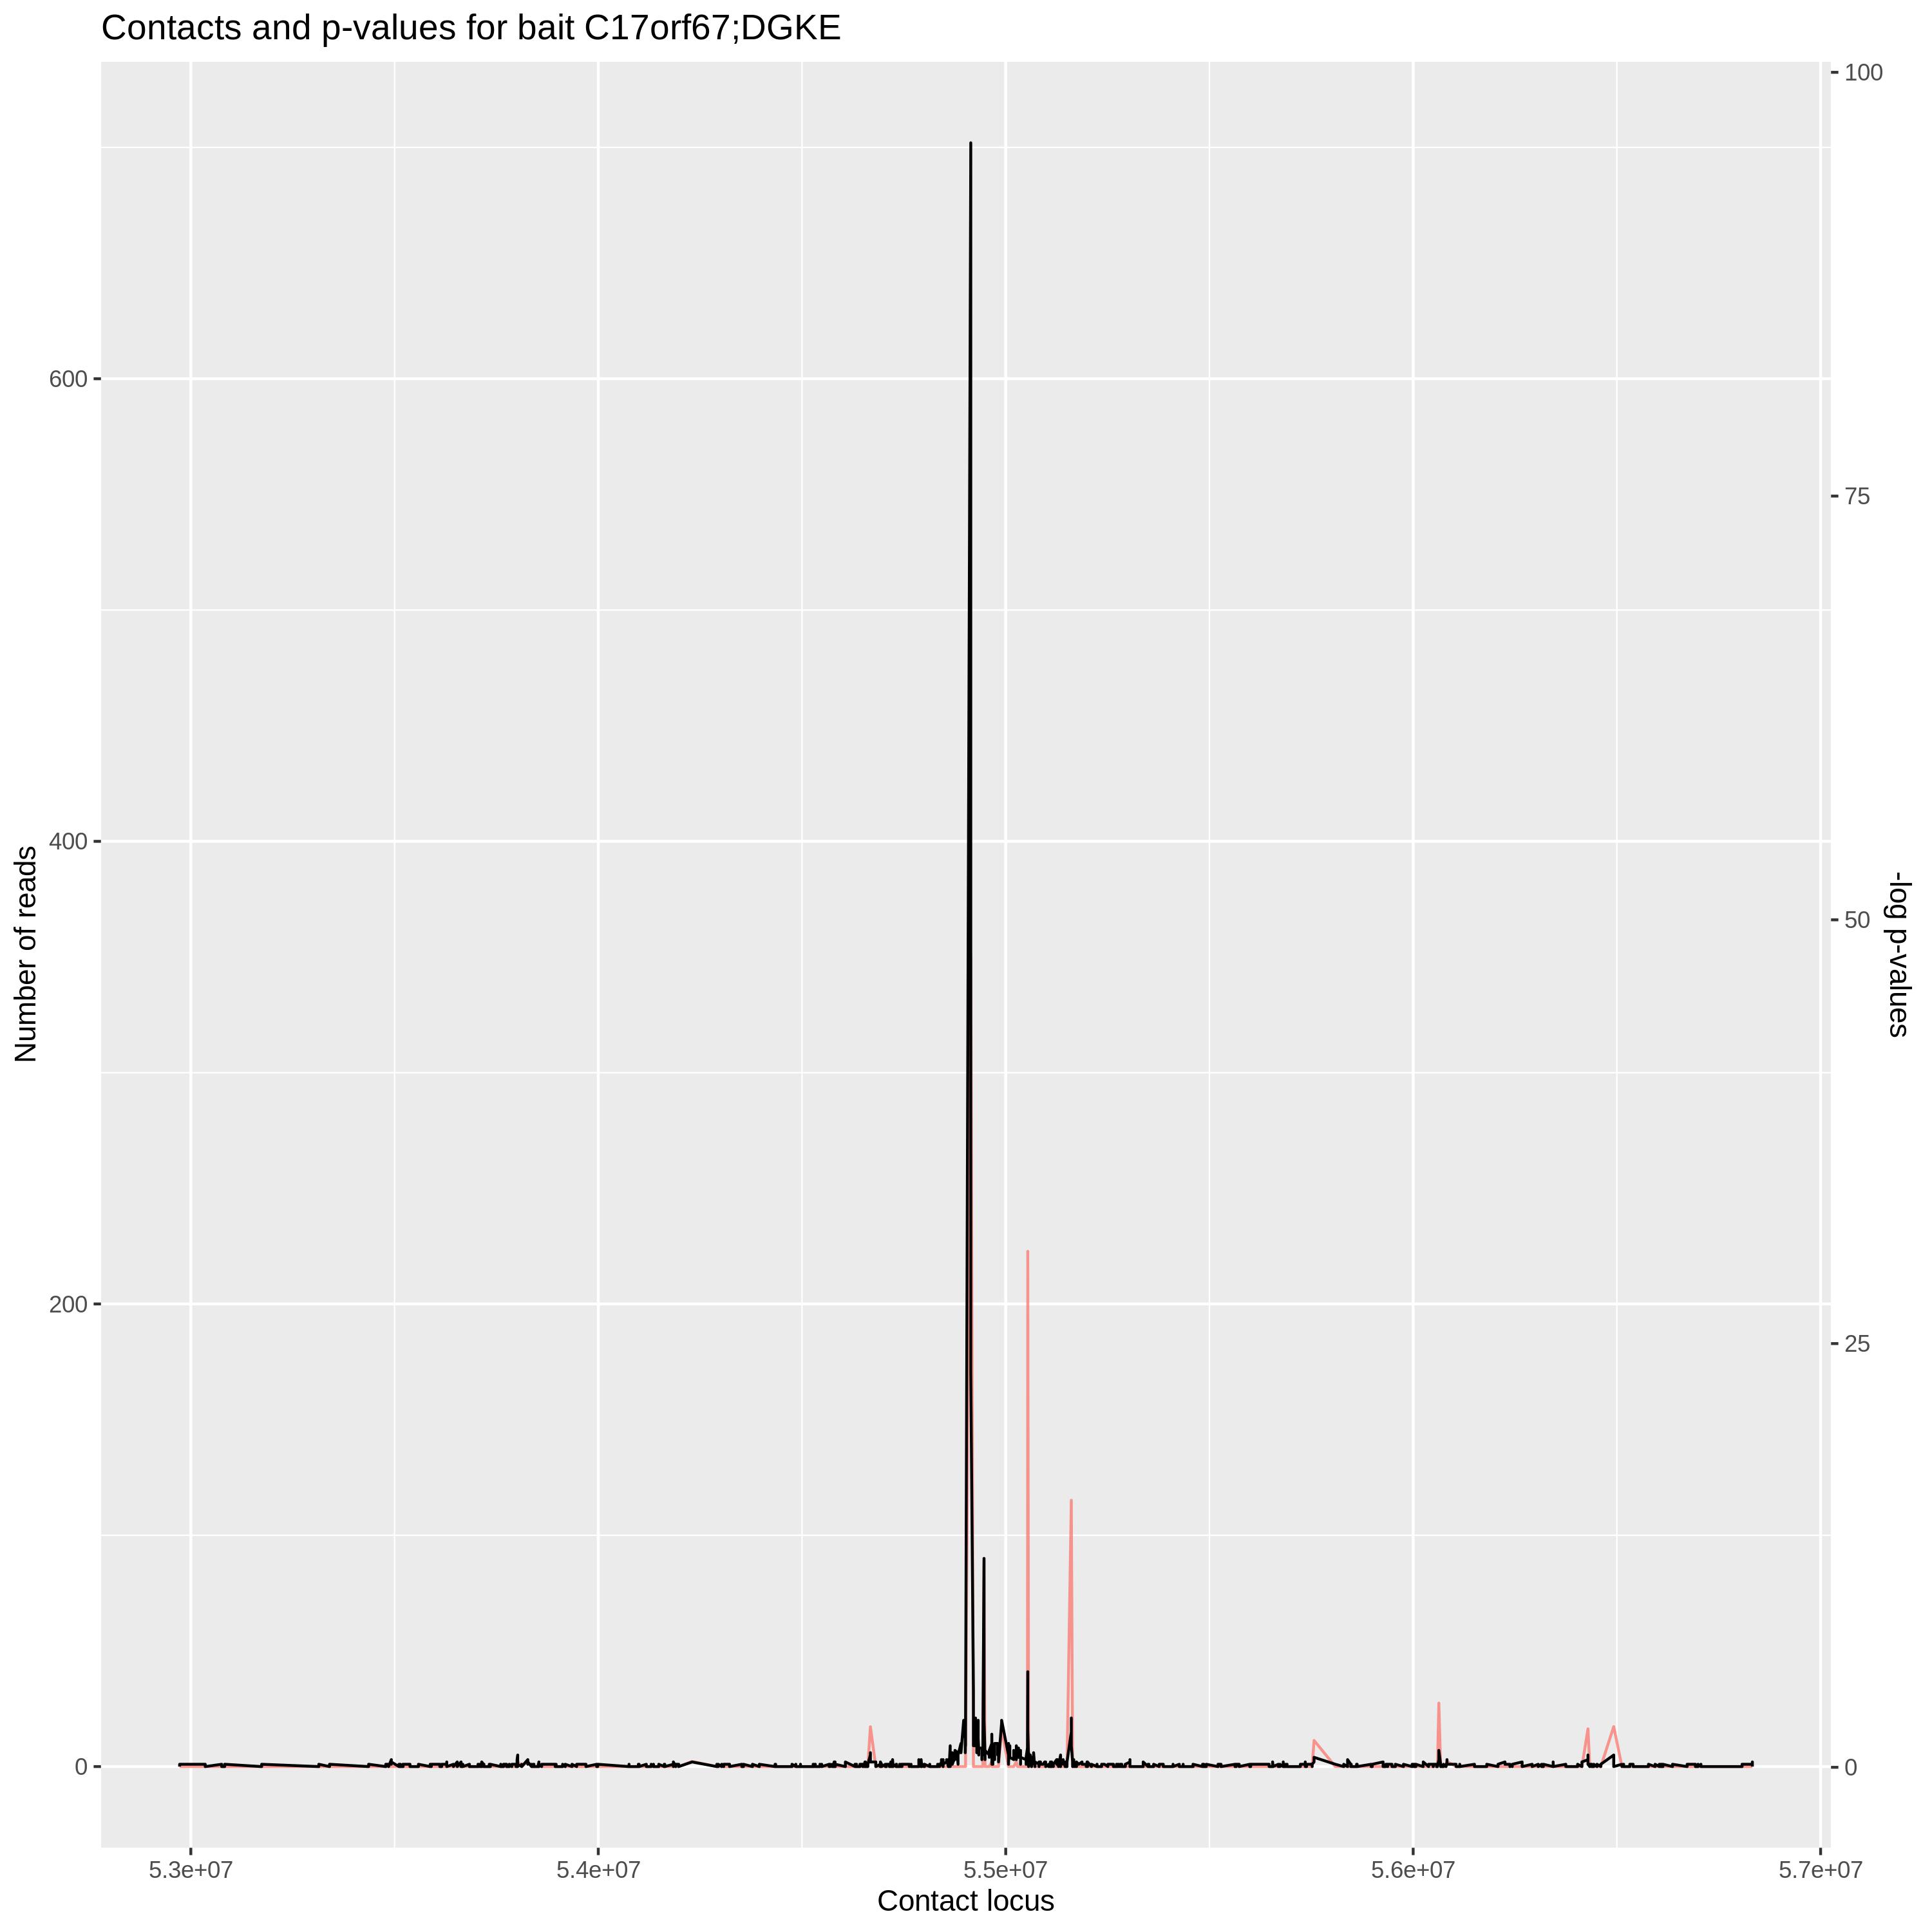 Contacts and p-values for bait C17orf67;DGKE
100
600
75
400
50
Number of reads
-log p-values
200
25
0
0
5.3e+07
5.4e+07
5.5e+07
5.6e+07
5.7e+07
Contact locus